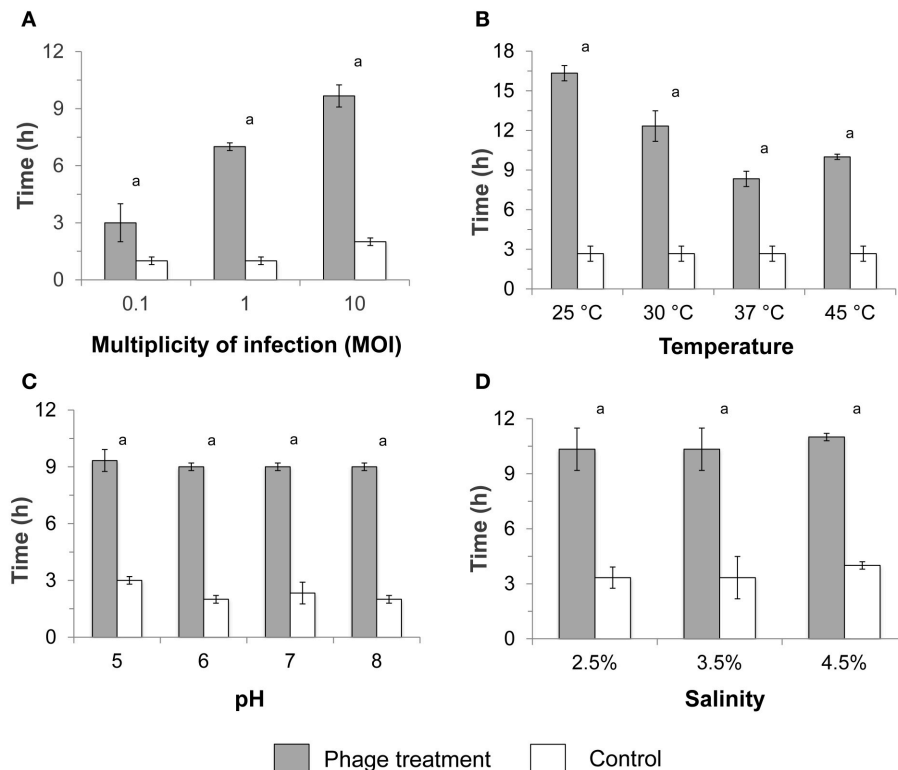 A
12
9
6
3
0
Time (h)
a
a
a
0.1 1 10
Multiplicity of infection (MOI)
B
18
15
12
9
6
3
0
Time (h)
a
a
a
a
25 °C 30 °C 37 °C 45 °C
Temperature
C
12
9
6
3
0
Time (h)
a a a a
5 6 7 8
pH
D
12
9
6
3
0
Time (h)
a a a
2.5% 3.5% 4.5%
Salinity
Phage treatment Control